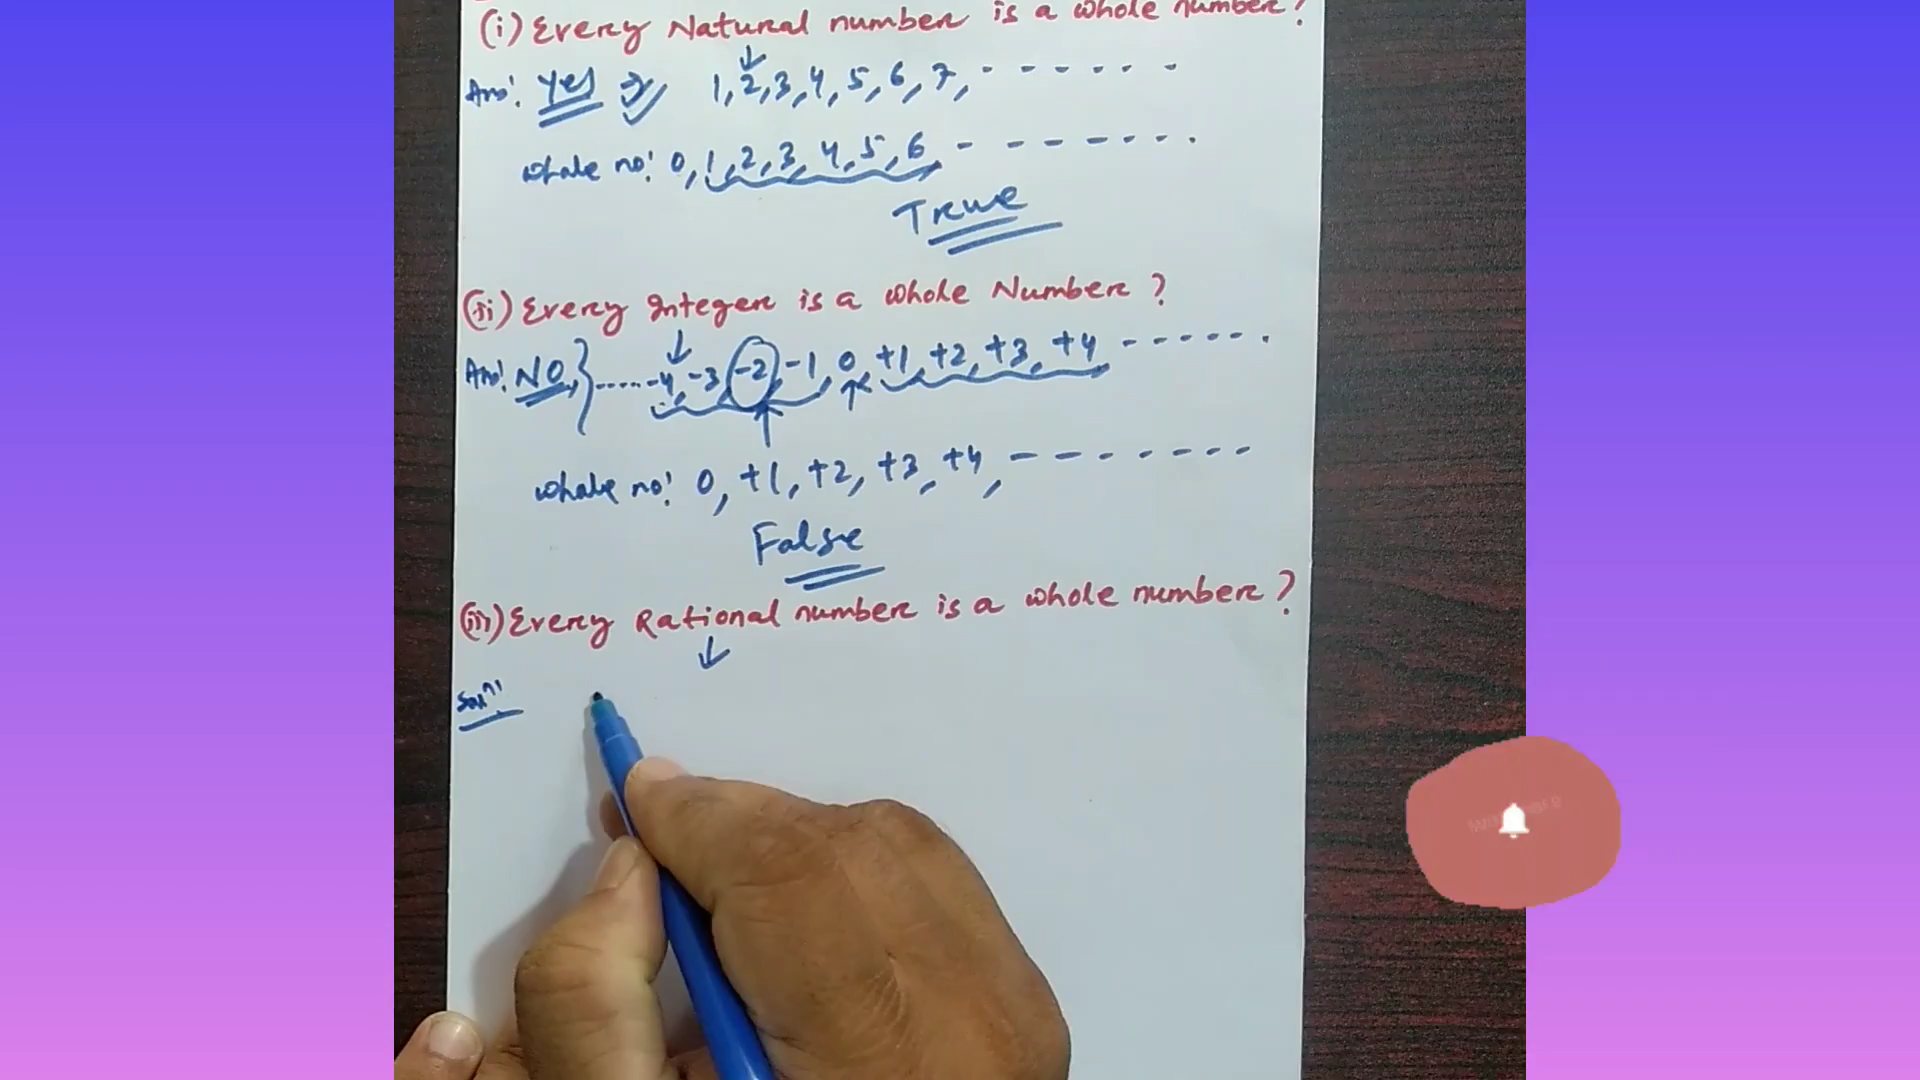 (i) Every Natural number is a whole number?
Ans: Yes ⇒ 1, 2, 3, 4, 5, 6, 7, - - - - - -
whole no: 0, 1, 2, 3, 4, 5, 6 - - - - - - - .
True
(ii) Every Integer is a whole Number?
Ans: NO, } ..... -4, -3, -2, -1, 0, +1, +2, +3, +4 - - - - - .
whole no: 0, +1, +2, +3, +4, - - - - - - - -
False
(iii) Every Rational number is a whole number?
Sol<sup>n</sup>: